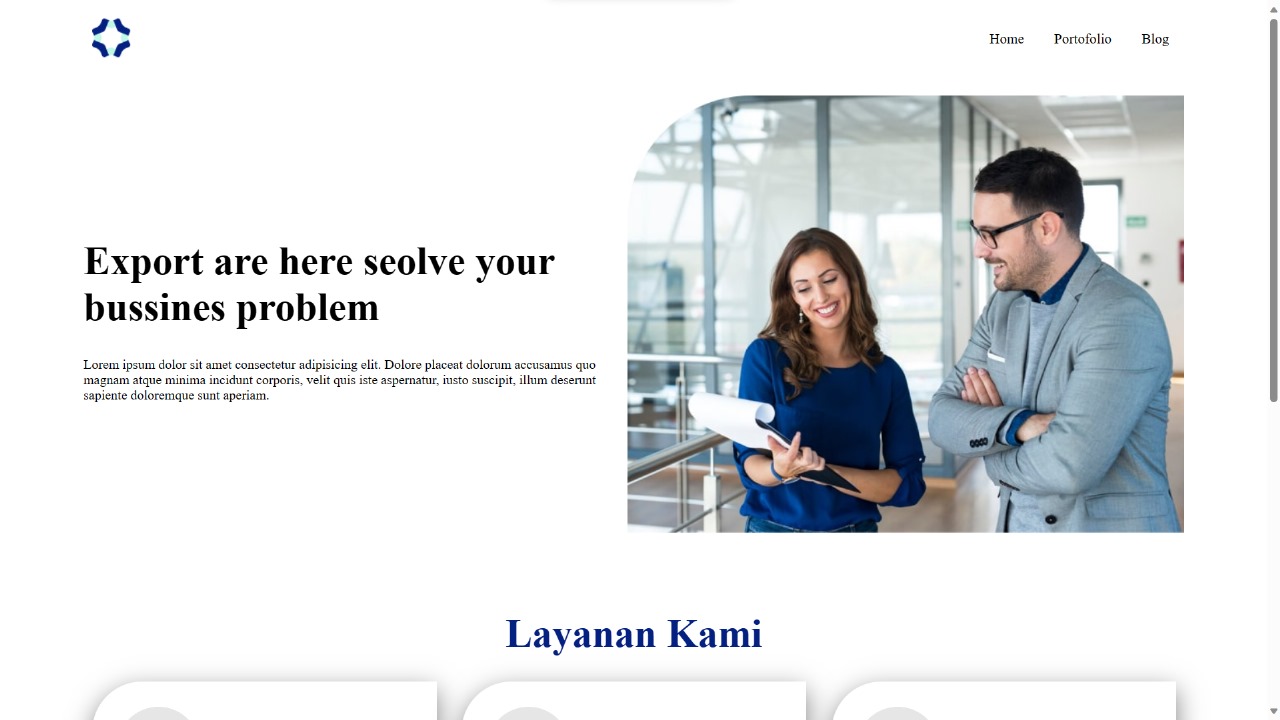 Home Portofolio Blog
Export are here seolve your
bussines problem
Lorem ipsum dolor sit amet consectetur adipisicing elit. Dolore placeat dolorum accusamus quo
magnam atque minima incidunt corporis, velit quis iste aspernatur, iusto suscipit, illum deserunt
sapiente doloremque sunt aperiam.
Layanan Kami